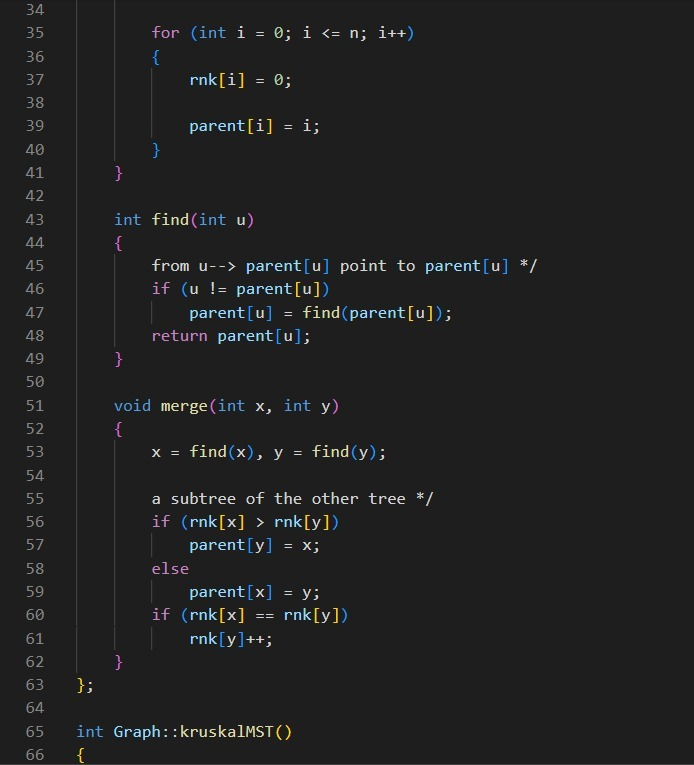 34
35 for (int i = 0; i <= n; i++)
36 {
37 rnk[i] = 0;
38
39 parent[i] = i;
40 }
41 }
42
43 int find(int u)
44 {
45 from u--> parent[u] point to parent[u] */
46 if (u != parent[u])
47 parent[u] = find(parent[u]);
48 return parent[u];
49 }
50
51 void merge(int x, int y)
52 {
53 x = find(x), y = find(y);
54
55 a subtree of the other tree */
56 if (rnk[x] > rnk[y])
57 parent[y] = x;
58 else
59 parent[x] = y;
60 if (rnk[x] == rnk[y])
61 rnk[y]++;
62 }
63 };
64
65 int Graph::kruskalMST()
66 {